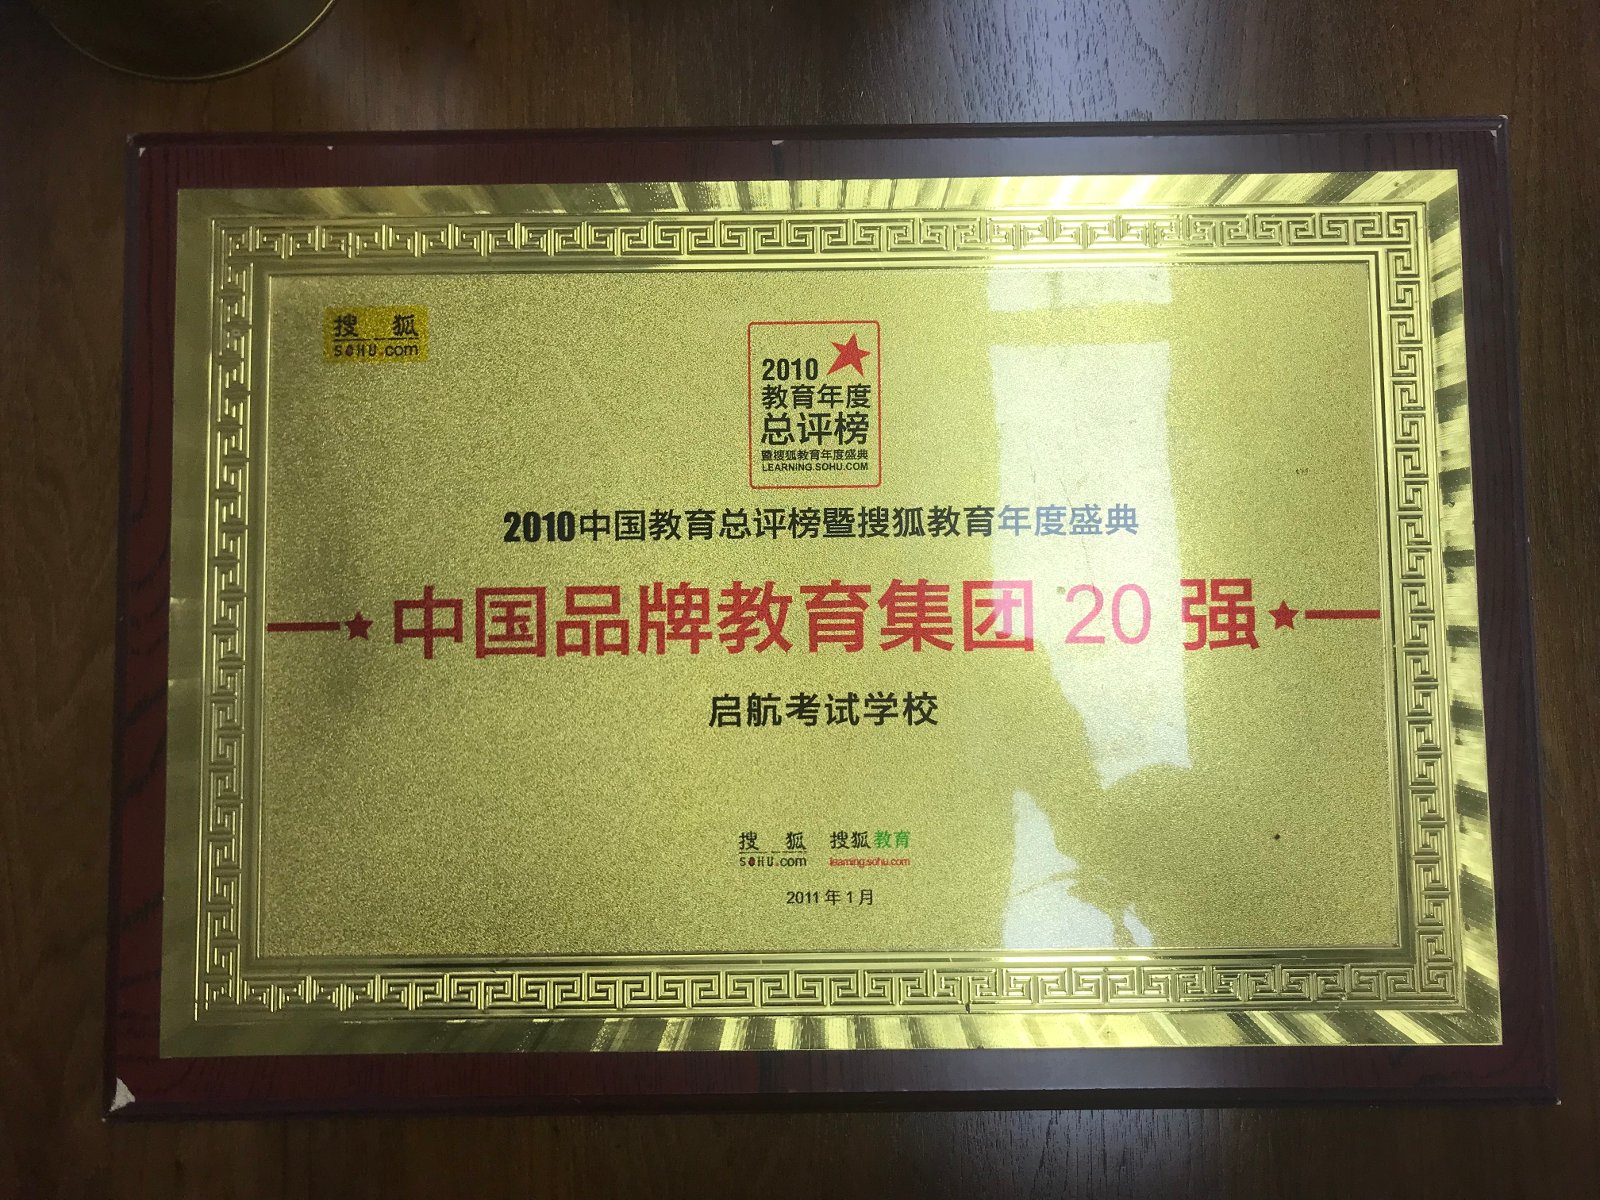 搜 狐
SOHU.com
2010
教育年度
总评榜
暨搜狐教育年度盛典
LEARNING.SOHU.COM
2010中国教育总评榜暨搜狐教育年度盛典
中国品牌教育集团 20 强
启航考试学校
搜 狐 搜狐教育
SOHU.com learning.sohu.com
2011 年 1 月